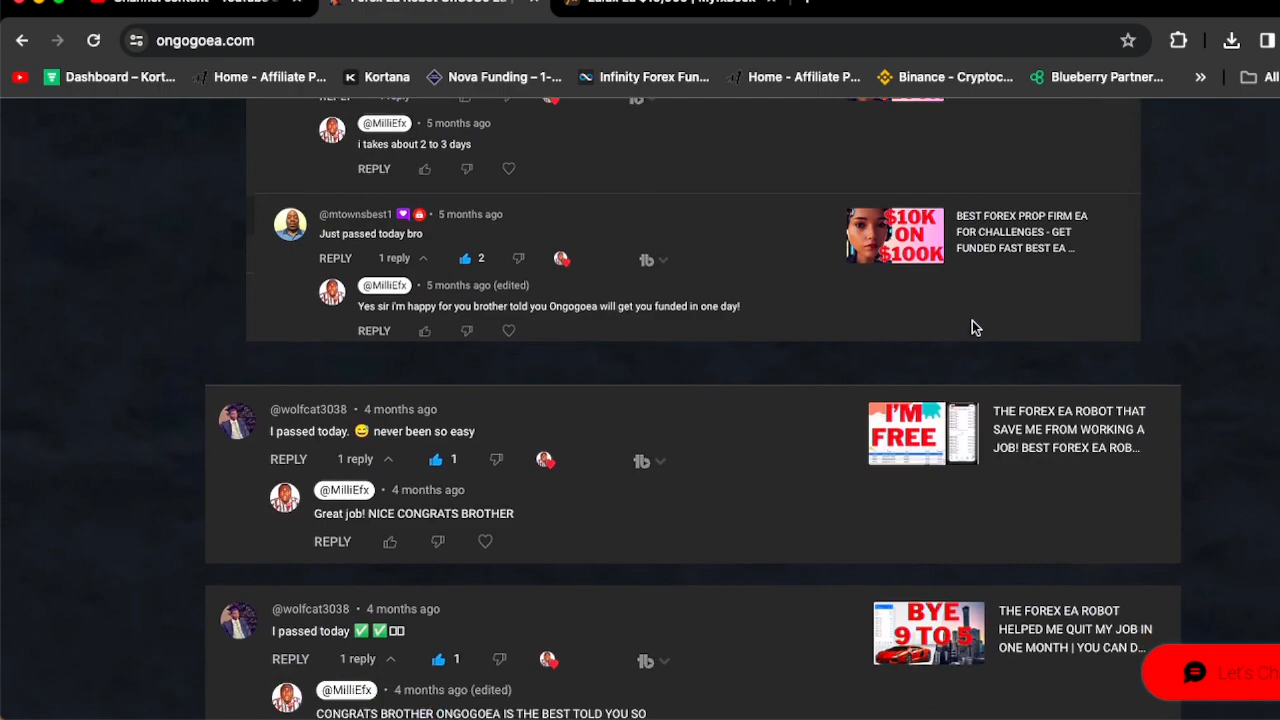 ongogoea.com
Dashboard – Kort...
Home - Affiliate P...
Kortana
Nova Funding – 1-...
Infinity Forex Fun...
Home - Affiliate P...
Binance - Cryptoc...
Blueberry Partner...
»
All
@MilliEfx • 5 months ago
i takes about 2 to 3 days
REPLY
@mtownsbest1 • 5 months ago
Just passed today bro
REPLY 1 reply 2
$10K
ON
$100K
BEST FOREX PROP FIRM EA
FOR CHALLENGES - GET
FUNDED FAST BEST EA ...
@MilliEfx • 5 months ago (edited)
Yes sir i'm happy for you brother told you Ongogoea will get you funded in one day!
REPLY
@wolfcat3038 • 4 months ago
I passed today. 😅 never been so easy
REPLY 1 reply 1
I'M
FREE
THE FOREX EA ROBOT THAT
SAVE ME FROM WORKING A
JOB! BEST FOREX EA ROB...
@MilliEfx • 4 months ago
Great job! NICE CONGRATS BROTHER
REPLY
@wolfcat3038 • 4 months ago
I passed today ✅ ✅
REPLY 1 reply 1
BYE
9 TO 5
THE FOREX EA ROBOT
HELPED ME QUIT MY JOB IN
ONE MONTH | YOU CAN D...
@MilliEfx • 4 months ago (edited)
CONGRATS BROTHER ONGOGOEA IS THE BEST TOLD YOU SO
Let's Ch